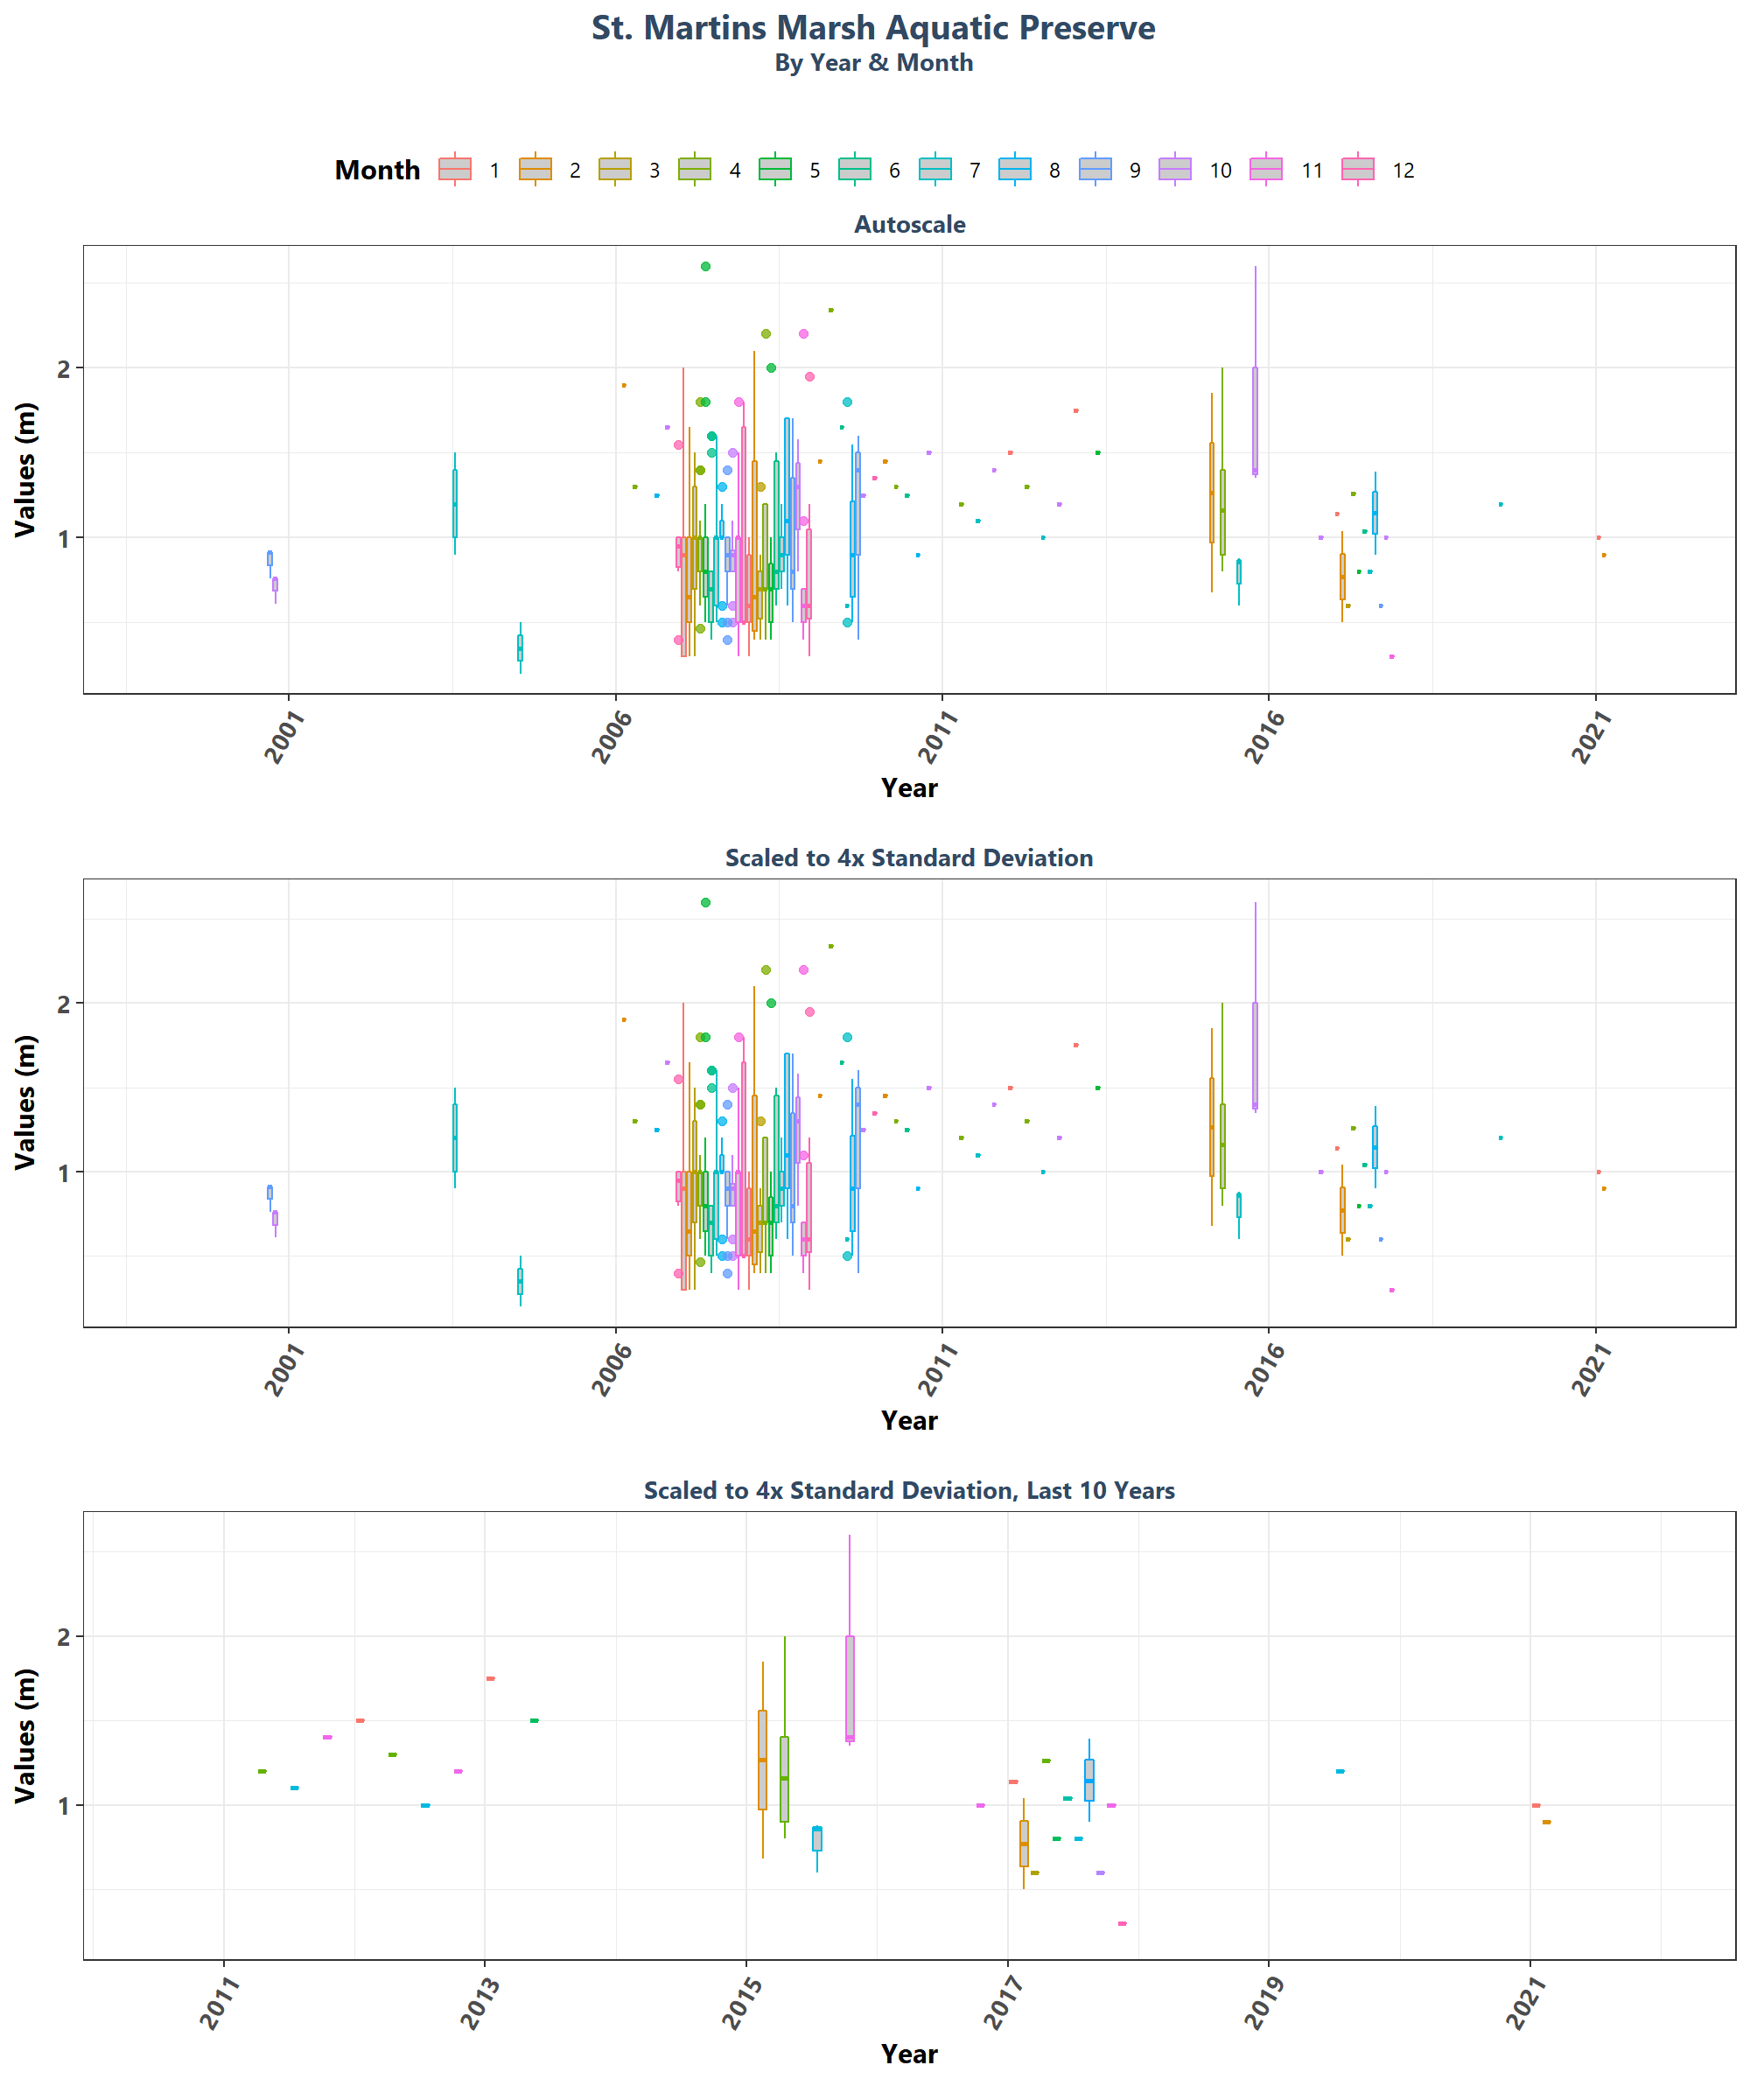 St. Martins Marsh Aquatic Preserve
By Year & Month
Month 1 2 3 4 5 6 7 8 9 10 11 12
Autoscale
Values (m)
2
1
2001 2006 2011 2016 2021
Year
Scaled to 4x Standard Deviation
Values (m)
2
1
2001 2006 2011 2016 2021
Year
Scaled to 4x Standard Deviation, Last 10 Years
Values (m)
2
1
2011 2013 2015 2017 2019 2021
Year